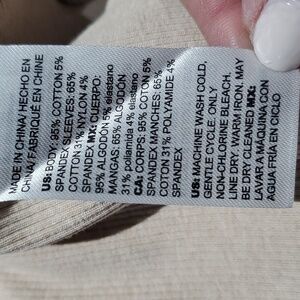 MADE IN CHINA/ HECHO EN
CHINA/ FABRIQUÉ EN CHINE
US: BODY: 95% COTTON 5%
SPANDEX SLEEVES: 65%
COTTON 31% NYLON 4%
SPANDEX MX: CUERPO:
95% ALGODÓN 5% elastano
MANGAS: 65% ALGODÓN
31% poliamida 4% elastano
CA: CORPS: 95% COTON 5%
SPANDEX MANCHES: 65%
COTON 31% POLYAMIDE 4%
SPANDEX
US: MACHINE WASH COLD,
GENTLE CYCLE ONLY
NON-CHLORINE BLEACH,
LINE DRY, WARM IRON, MAY
BE DRY CLEANED MX:
LAVAR A MÁQUINA CON
AGUA FRÍA EN CICLO